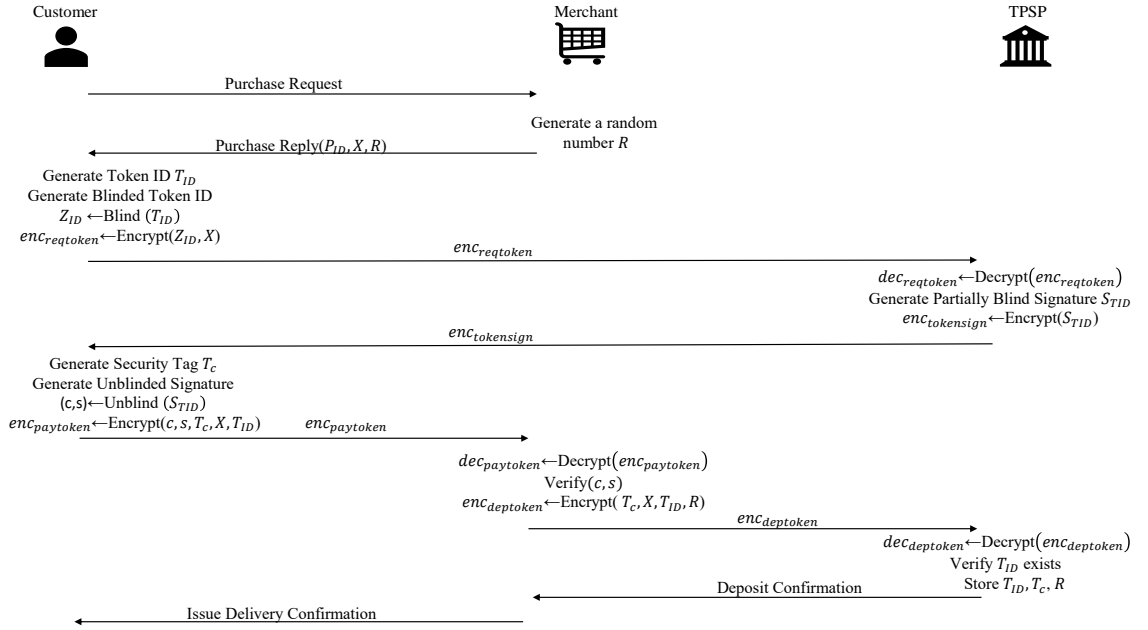 Customer
Merchant
TPSP
Purchase Request
Generate a random
number R
Purchase Reply(P_ID, X, R)
Generate Token ID T_ID
Generate Blinded Token ID
Z_ID ←Blind (T_ID)
enc_reqtoken←Encrypt(Z_ID, X)
enc_reqtoken
dec_reqtoken←Decrypt(enc_reqtoken)
Generate Partially Blind Signature S_TID
enc_tokensign←Encrypt(S_TID)
enc_tokensign
Generate Security Tag T_c
Generate Unblinded Signature
(c,s)←Unblind (S_TID)
enc_paytoken←Encrypt(c, s, T_c, X, T_ID)
enc_paytoken
dec_paytoken←Decrypt(enc_paytoken)
Verify(c, s)
enc_deptoken←Encrypt( T_c, X, T_ID, R)
enc_deptoken
dec_deptoken←Decrypt(enc_deptoken)
Verify T_ID exists
Store T_ID, T_c, R
Deposit Confirmation
Issue Delivery Confirmation